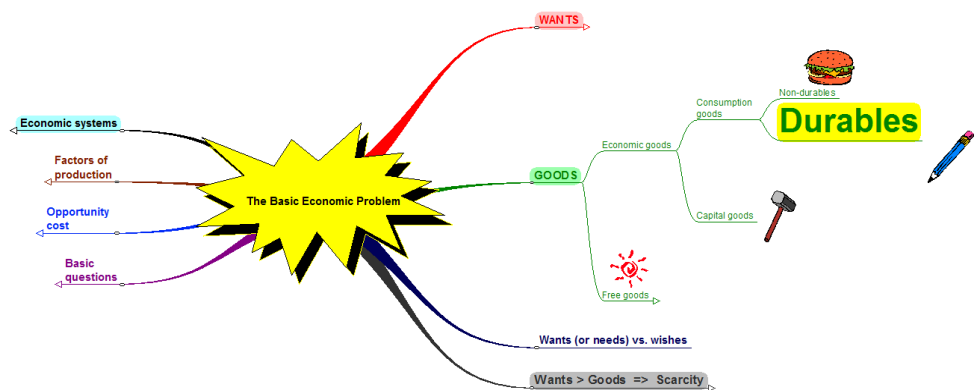 WANTS
Non-durables
Consumption
goods
Durables
Economic systems
Economic goods
Factors of
production
GOODS
The Basic Economic Problem
Opportunity
cost
Capital goods
Basic
questions
Free goods
Wants (or needs) vs. wishes
Wants > Goods => Scarcity